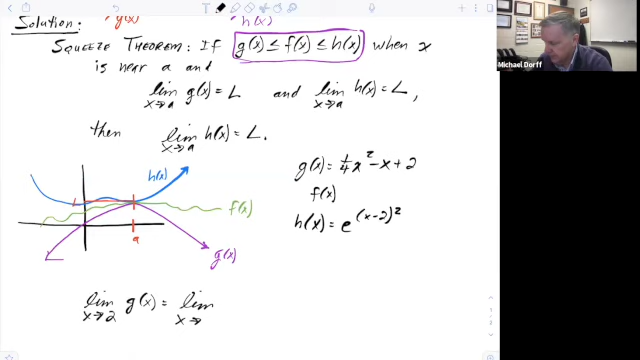 Solution: g(x) h(x)
Squeeze Theorem: If g(x) ≤ f(x) ≤ h(x) when x
is near a and
lim x→a g(x) = L and lim x→a h(x) = L,
then lim x→a h(x) = L.
h(x)
f(x)
a
g(x)
g(x) = 1/4 x² - x + 2
f(x)
h(x) = e^(x-2)²
lim x→2 g(x) = lim x→
Michael Dorff